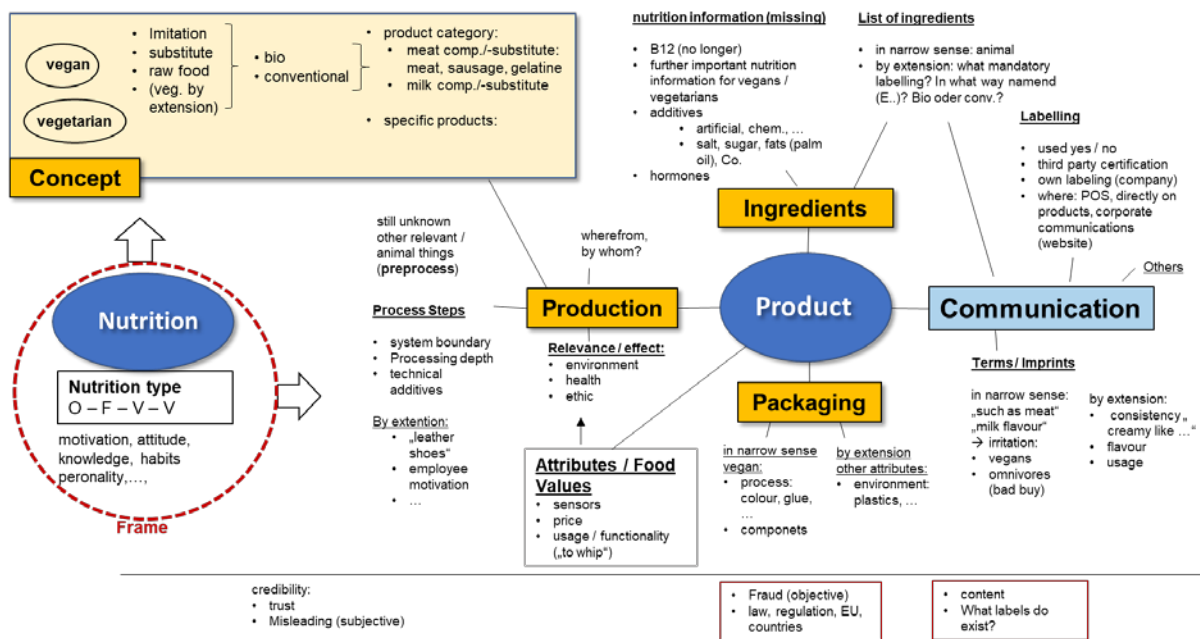 vegan
vegetarian
• Imitation
• substitute
• raw food
• (veg. by
extension)
• bio
• conventional
• product category:
• meat comp./-substitute:
meat, sausage, gelatine
• milk comp./-substitute
• specific products:
Concept
nutrition information (missing)
• B12 (no longer)
• further important nutrition
information for vegans /
vegetarians
• additives
• artificial, chem., …
• salt, sugar, fats (palm
oil), Co.
• hormones
List of ingredients
• in narrow sense: animal
• by extension: what mandatory
labelling? In what way namend
(E..)? Bio oder conv.?
Labelling
• used yes / no
• third party certification
• own labeling (company)
• where: POS, directly on
products, corporate
communications
(website)
Others
Ingredients
still unknown
other relevant /
animal things
(preprocess)
wherefrom,
by whom?
Nutrition
Nutrition type
O – F – V – V
motivation, attitude,
knowledge, habits
peronality,…,
Frame
Process Steps
• system boundary
• Processing depth
• technical
additives
By extention:
• „leather
shoes“
• employee
motivation
• …
Production
Relevance / effect:
• environment
• health
• ethic
Attributes / Food
Values
• sensors
• price
• usage / functionality
(„to whip“)
Product
Packaging
in narrow sense
vegan:
• process:
colour, glue,
…
• componets
by extension
other attributes:
• environment:
plastics, …
Communication
Terms / Imprints
in narrow sense:
„such as meat“
„milk flavour“
→ irritation:
• vegans
• omnivores
(bad buy)
by extension:
• consistency „
creamy like …“
• flavour
• usage
credibility:
• trust
• Misleading (subjective)
• Fraud (objective)
• law, regulation, EU,
countries
• content
• What labels do
exist?